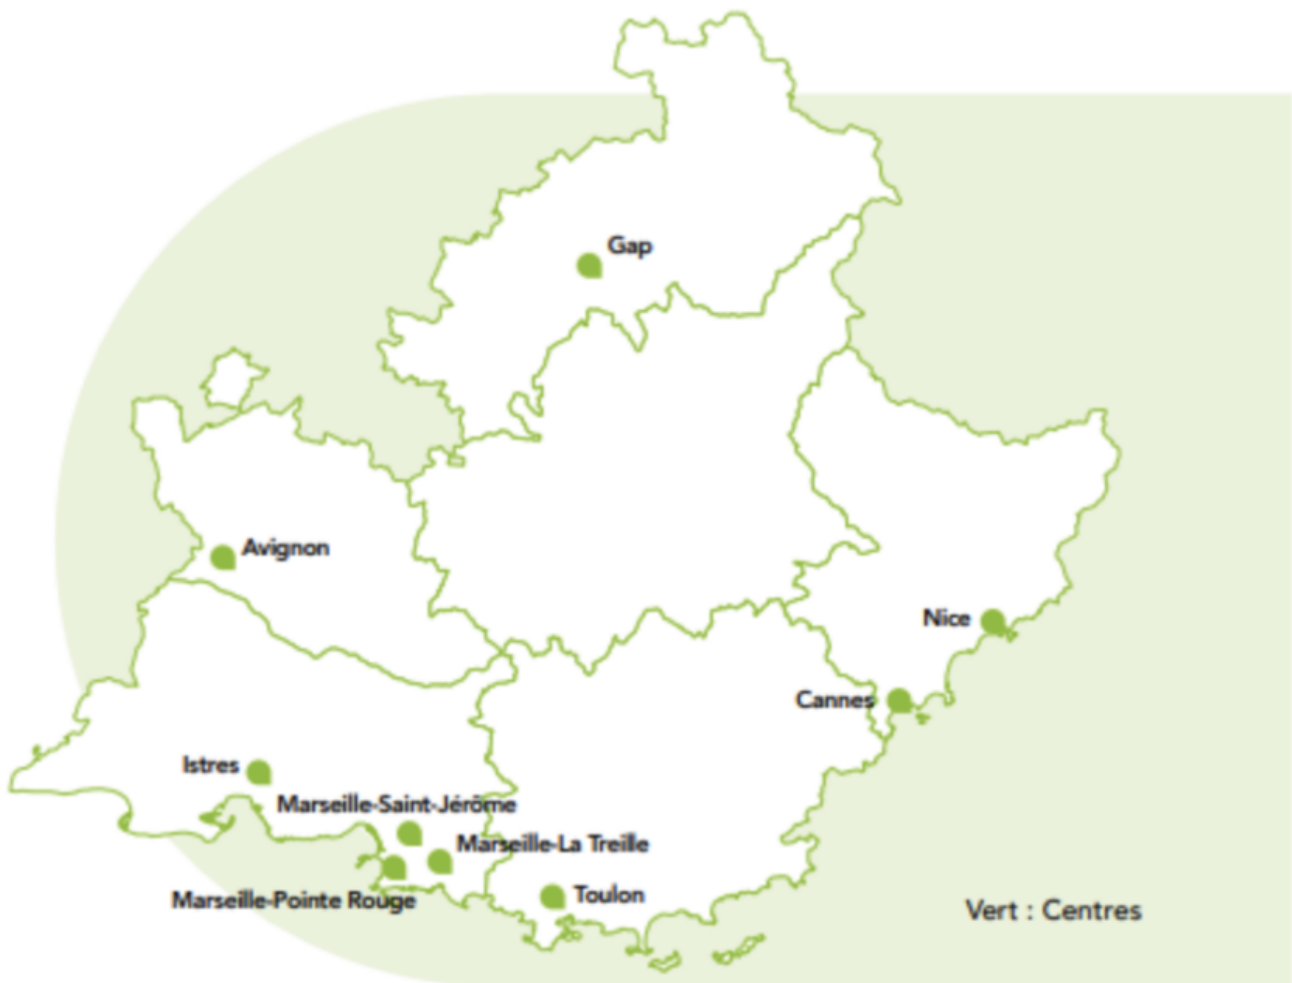 Gap
Avignon
Nice
Cannes
Istres
Marseille-Saint-Jérôme
Marseille-La Treille
Marseille-Pointe Rouge
Toulon
Vert : Centres